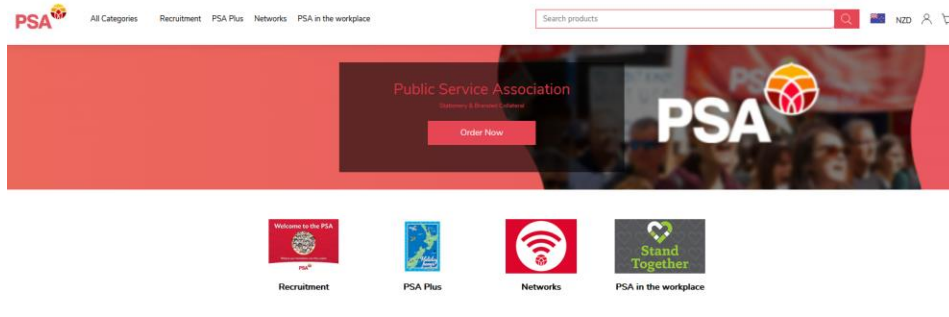 PSA
All Categories Recruitment PSA Plus Networks PSA in the workplace
Search products
NZD
Public Service Association
Stationery & Branded Collateral
Order Now
PSA
Welcome to the PSA
PSA
Stand
Together
Recruitment PSA Plus Networks PSA in the workplace